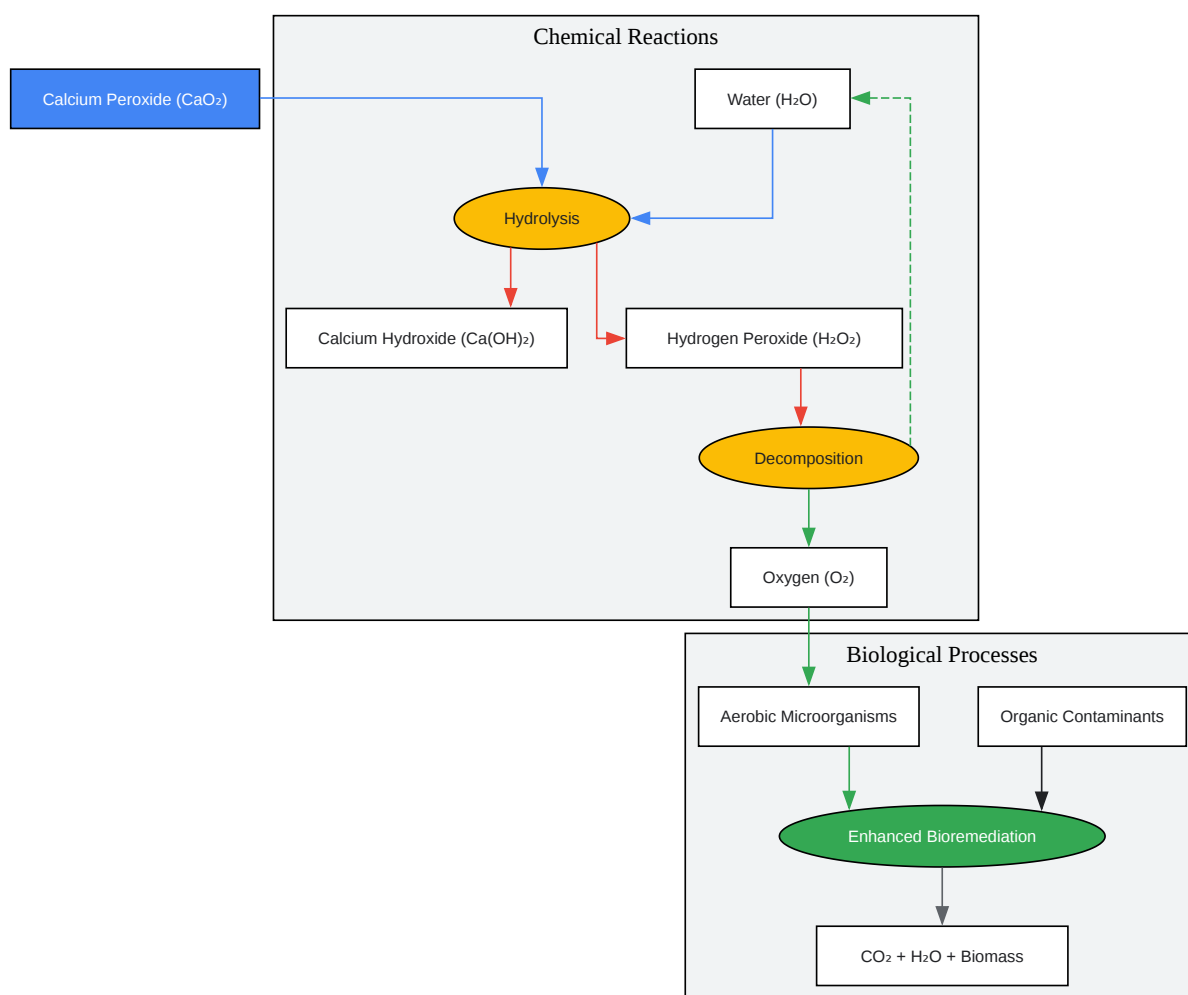 Chemical Reactions
Calcium Peroxide (CaO₂)
Water (H₂O)
Hydrolysis
Calcium Hydroxide (Ca(OH)₂)
Hydrogen Peroxide (H₂O₂)
Decomposition
Oxygen (O₂)
Biological Processes
Aerobic Microorganisms
Organic Contaminants
Enhanced Bioremediation
CO₂ + H₂O + Biomass